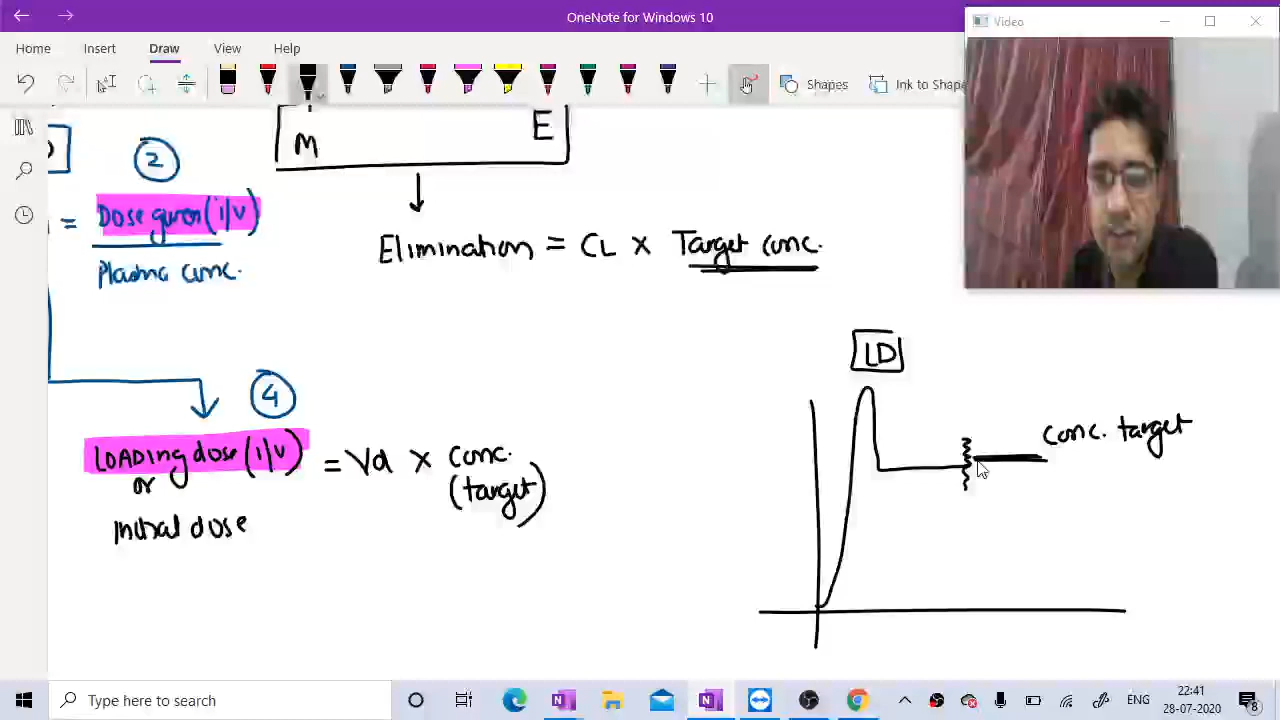 OneNote for Windows 10
Video
Home Insert Draw View Help
Shapes Ink to Shap
2
M E
= Dose given (i/v)
Plasma conc.
Elimination = CL x Target conc.
LD
4
LOADing dose (i/v) = Vd x conc.
(target)
or
initial dose
conc. target
Type here to search
ENG
22:41
28-07-2020
8